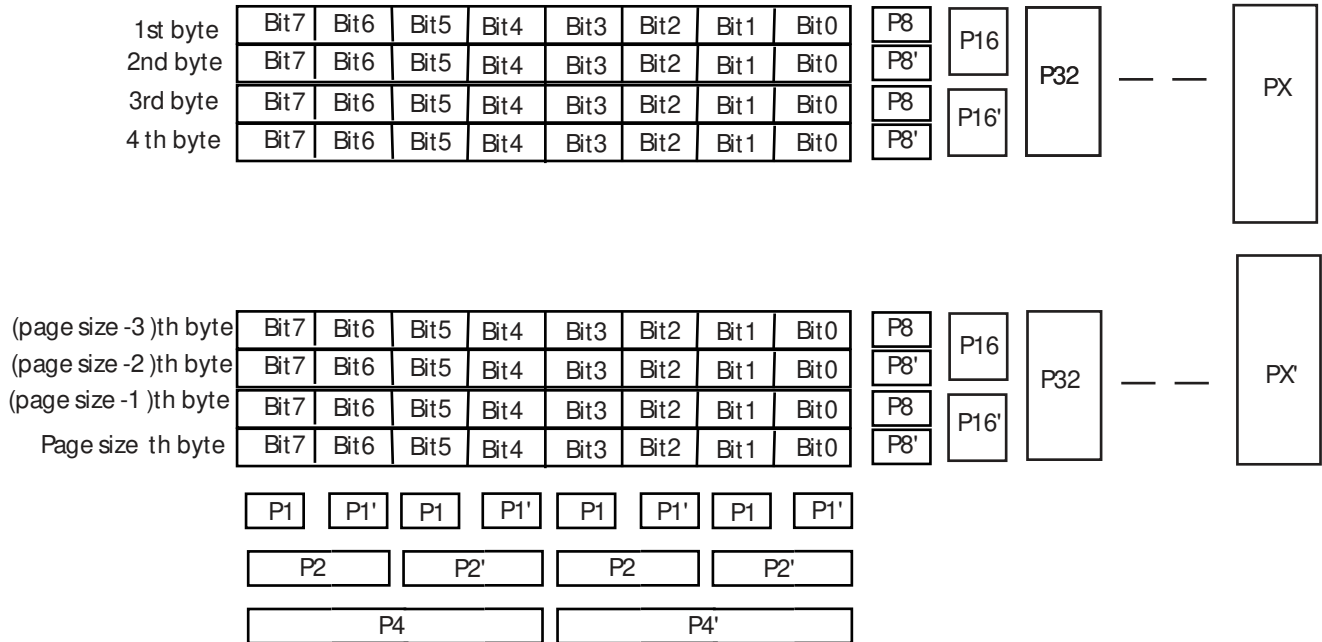 1st byte Bit7 Bit6 Bit5 Bit4 Bit3 Bit2 Bit1 Bit0 P8 P16 P32 PX
2nd byte Bit7 Bit6 Bit5 Bit4 Bit3 Bit2 Bit1 Bit0 P8'
3rd byte Bit7 Bit6 Bit5 Bit4 Bit3 Bit2 Bit1 Bit0 P8 P16'
4 th byte Bit7 Bit6 Bit5 Bit4 Bit3 Bit2 Bit1 Bit0 P8'
(page size -3 )th byte Bit7 Bit6 Bit5 Bit4 Bit3 Bit2 Bit1 Bit0 P8 P16 P32 PX'
(page size -2 )th byte Bit7 Bit6 Bit5 Bit4 Bit3 Bit2 Bit1 Bit0 P8'
(page size -1 )th byte Bit7 Bit6 Bit5 Bit4 Bit3 Bit2 Bit1 Bit0 P8 P16'
Page size th byte Bit7 Bit6 Bit5 Bit4 Bit3 Bit2 Bit1 Bit0 P8'
P1 P1' P1 P1' P1 P1' P1 P1'
P2 P2' P2 P2'
P4 P4'